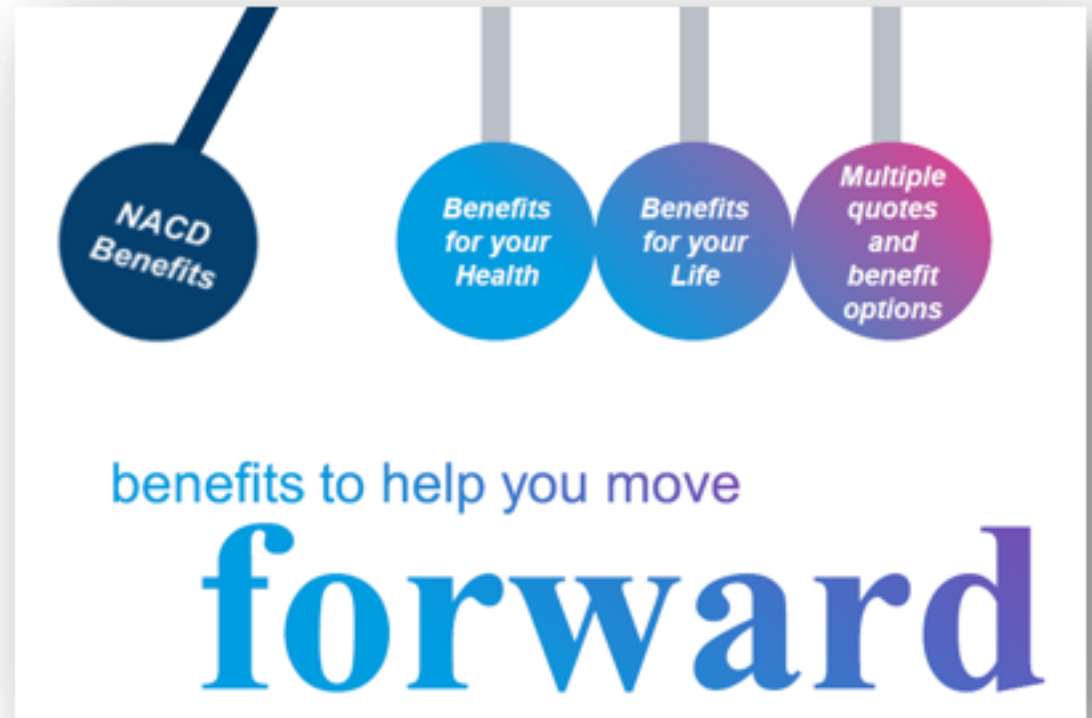 NACD
Benefits
Benefits
for your
Health
Benefits
for your
Life
Multiple
quotes
and
benefit
options
benefits to help you move
forward